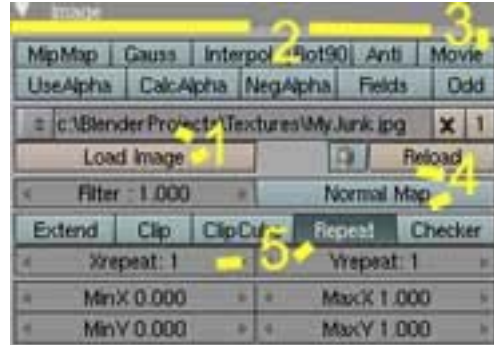 Image
MipMap Gauss Interpol Rot90 Anti Movie
UseAlpha CalcAlpha NegAlpha Fields Odd
c:\BlenderProjects\Textures\MyJunk.jpg X 1
Load Image Reload
Filter : 1.000 Normal Map
Extend Clip ClipCube Repeat Checker
Xrepeat: 1 Yrepeat: 1
MinX 0.000 MaxX 1.000
MinY 0.000 MaxY 1.000
1
2
3
4
5